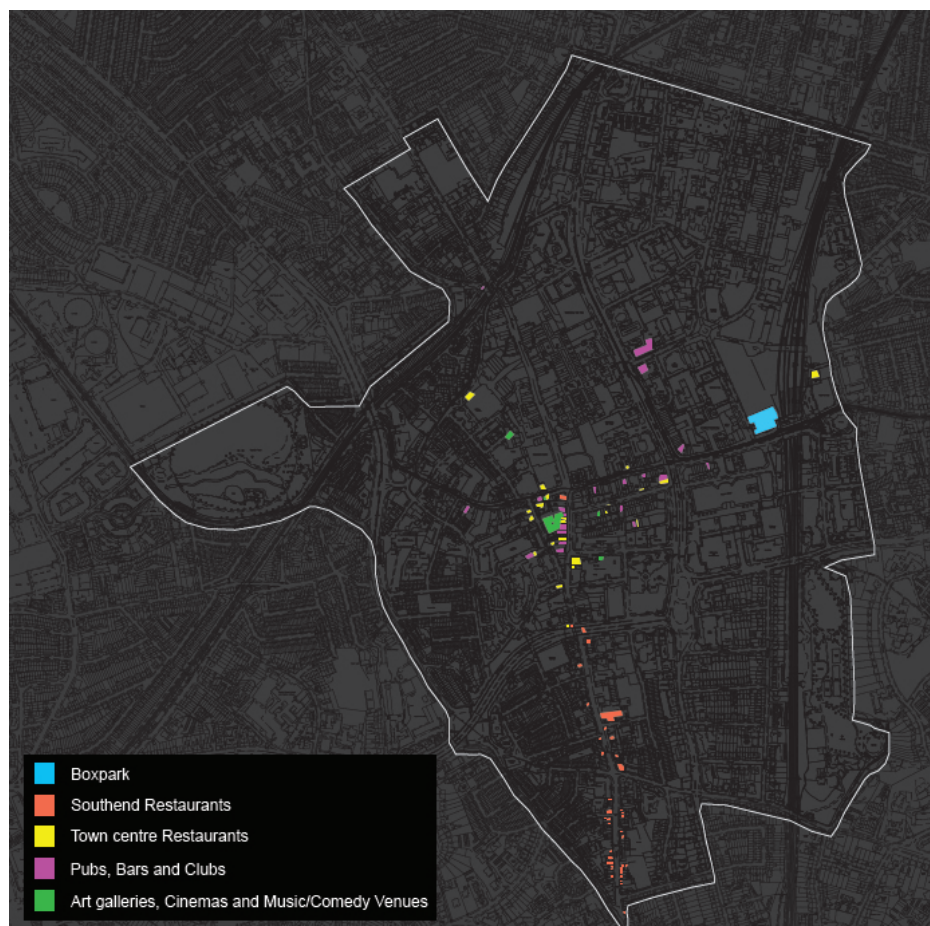 Boxpark
Southend Restaurants
Town centre Restaurants
Pubs, Bars and Clubs
Art galleries, Cinemas and Music/Comedy Venues